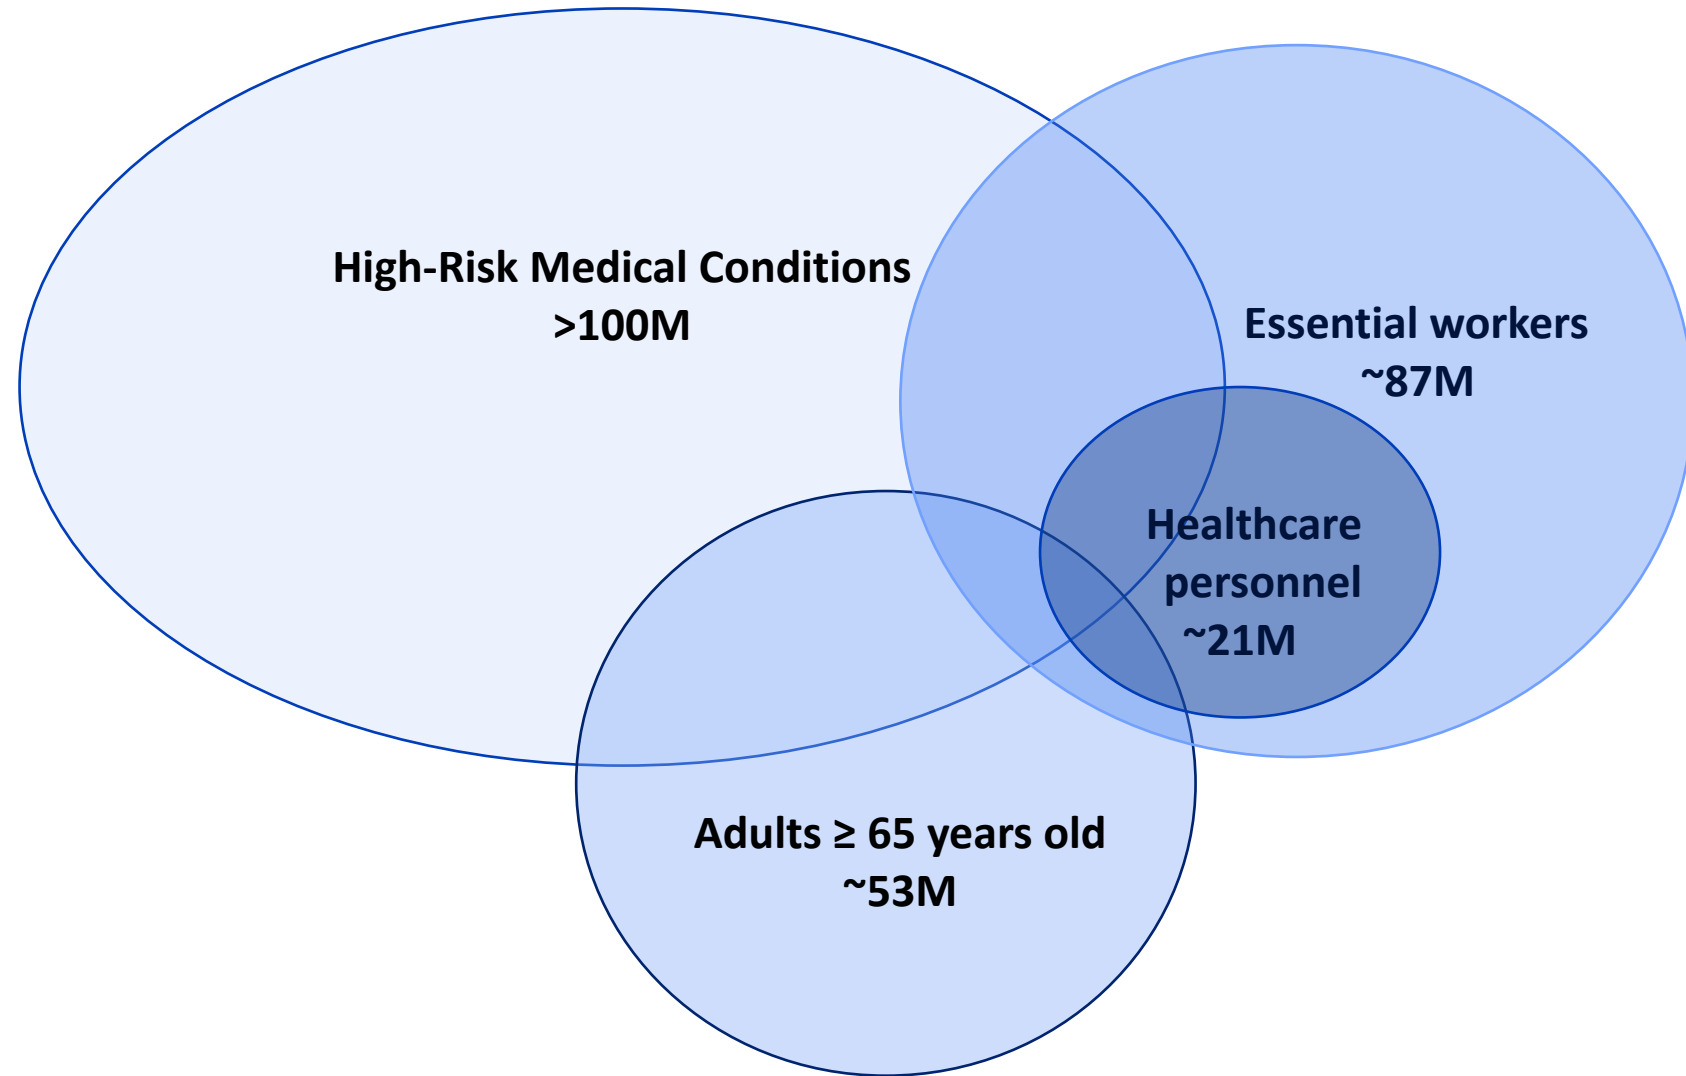 High-Risk Medical Conditions
>100M
Essential workers
~87M
Healthcare
personnel
~21M
Adults ≥ 65 years old
~53M